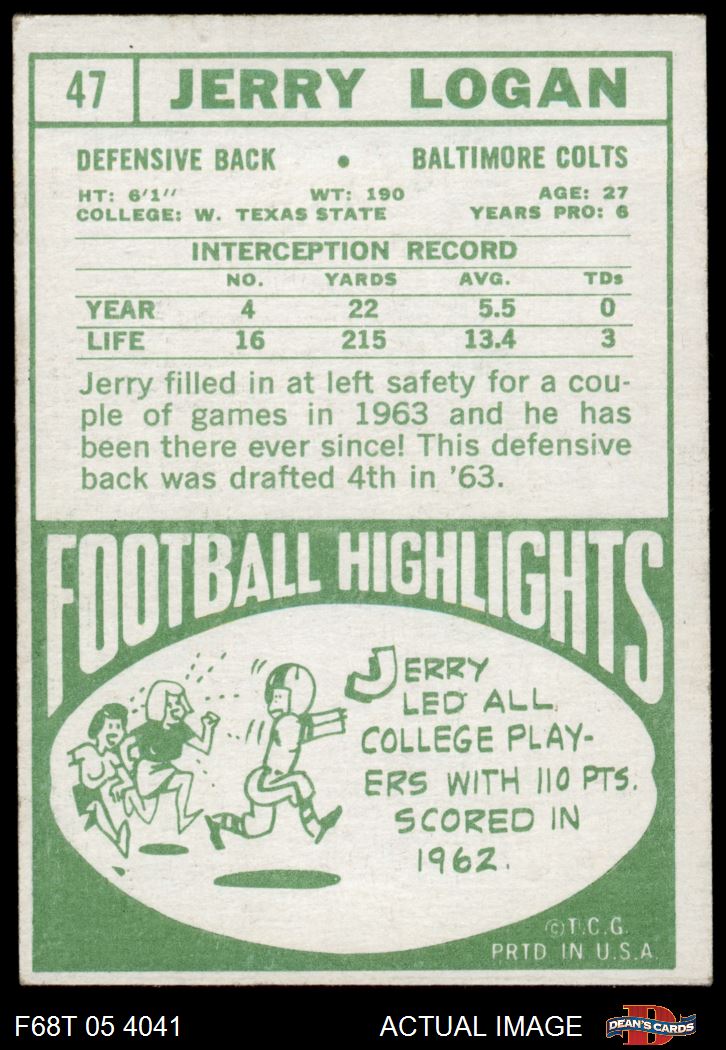 47 JERRY LOGAN
DEFENSIVE BACK • BALTIMORE COLTS
HT: 6'1" WT: 190 AGE: 27
COLLEGE: W. TEXAS STATE YEARS PRO: 6
INTERCEPTION RECORD
NO. YARDS AVG. TDs
YEAR 4 22 5.5 0
LIFE 16 215 13.4 3
Jerry filled in at left safety for a cou-
ple of games in 1963 and he has
been there ever since! This defensive
back was drafted 4th in '63.
FOOTBALL HIGHLIGHTS
JERRY
LED ALL
COLLEGE PLAY-
ERS WITH 110 PTS.
SCORED IN
1962.
©T.C.G.
PRTD IN U.S.A.
F68T 05 4041 ACTUAL IMAGE
D
DEAN'S CARDS